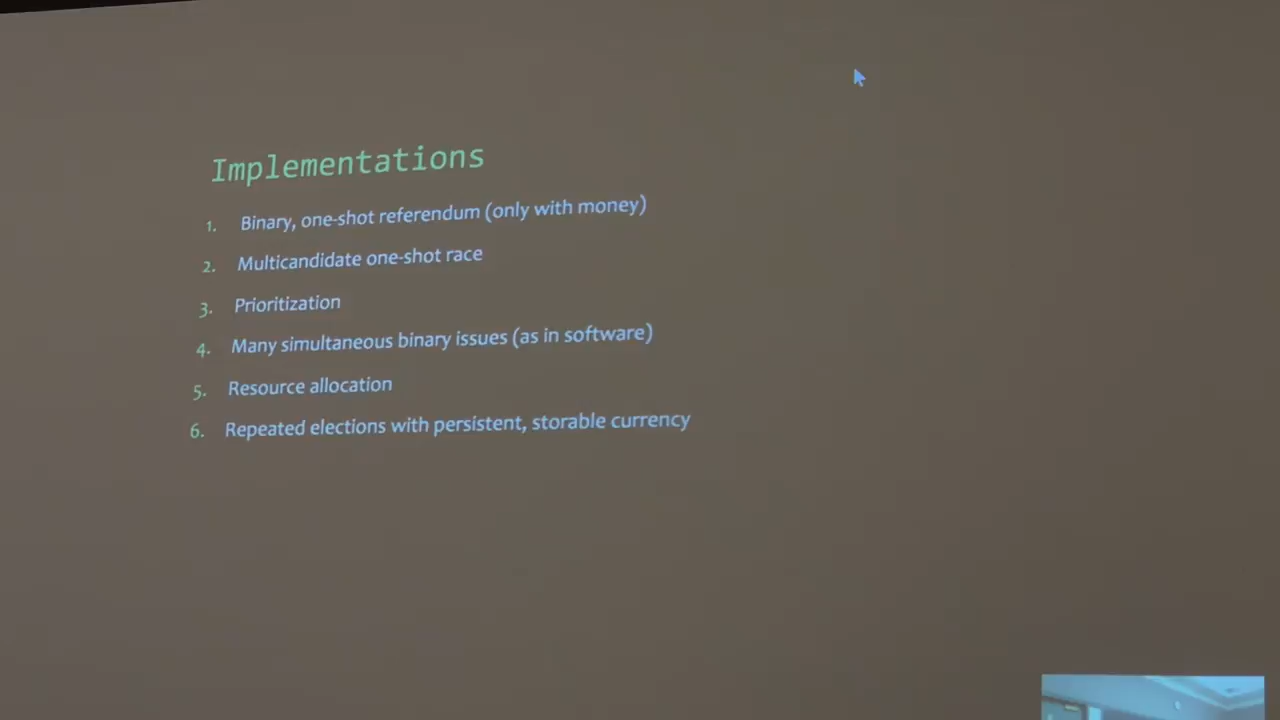 Implementations
1. Binary, one-shot referendum (only with money)
2. Multicandidate one-shot race
3. Prioritization
4. Many simultaneous binary issues (as in software)
5. Resource allocation
6. Repeated elections with persistent, storable currency